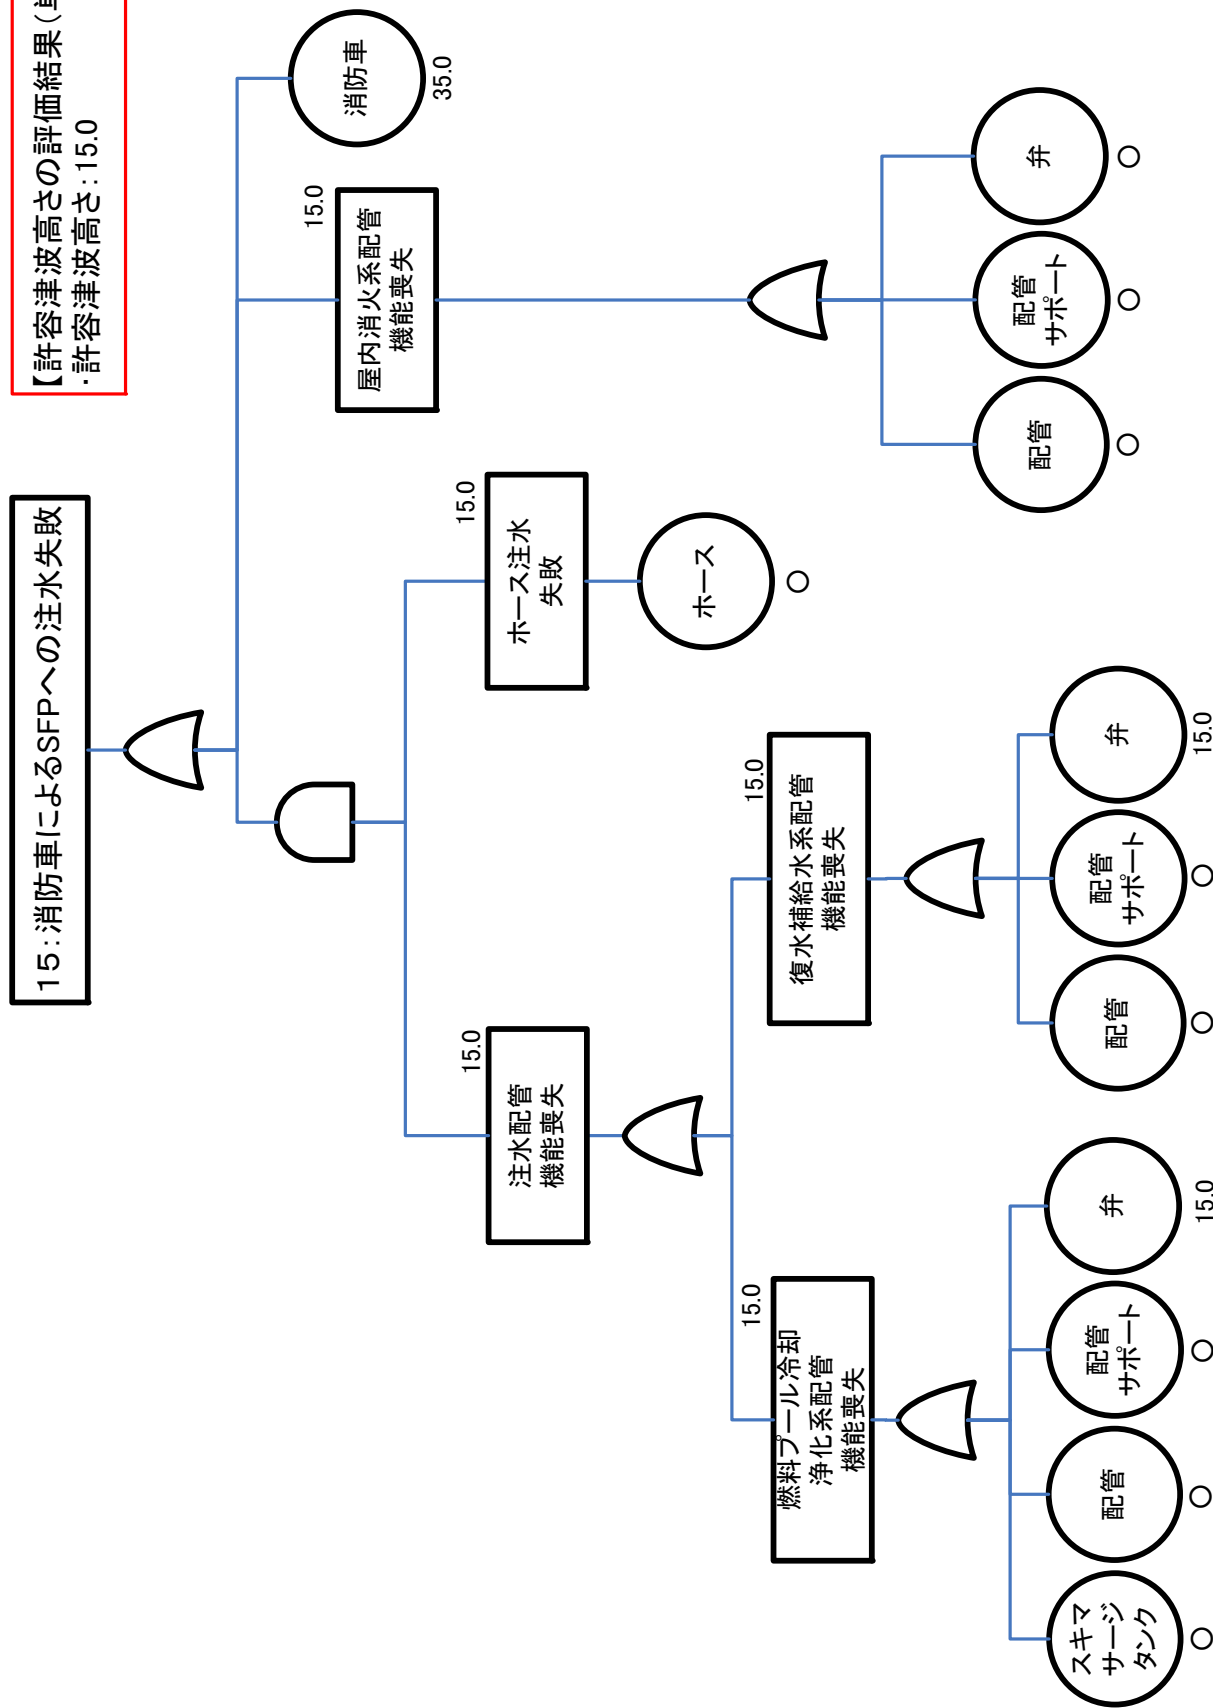 【許容津波高さの評価結果(
・許容津波高さ:15.0
15:消防車によるSFPへの注水失敗
消防車
35.0
15.0
屋内消火系配管
機能喪失
配管
○
配管
サポート
○
弁
○
15.0
ホース注水
失敗
ホース
○
15.0
注水配管
機能喪失
15.0
復水補給水系配管
機能喪失
配管
○
配管
サポート
○
弁
15.0
15.0
燃料プール冷却
浄化系配管
機能喪失
スキマ
サージ
タンク
○
配管
○
配管
サポート
○
弁
15.0